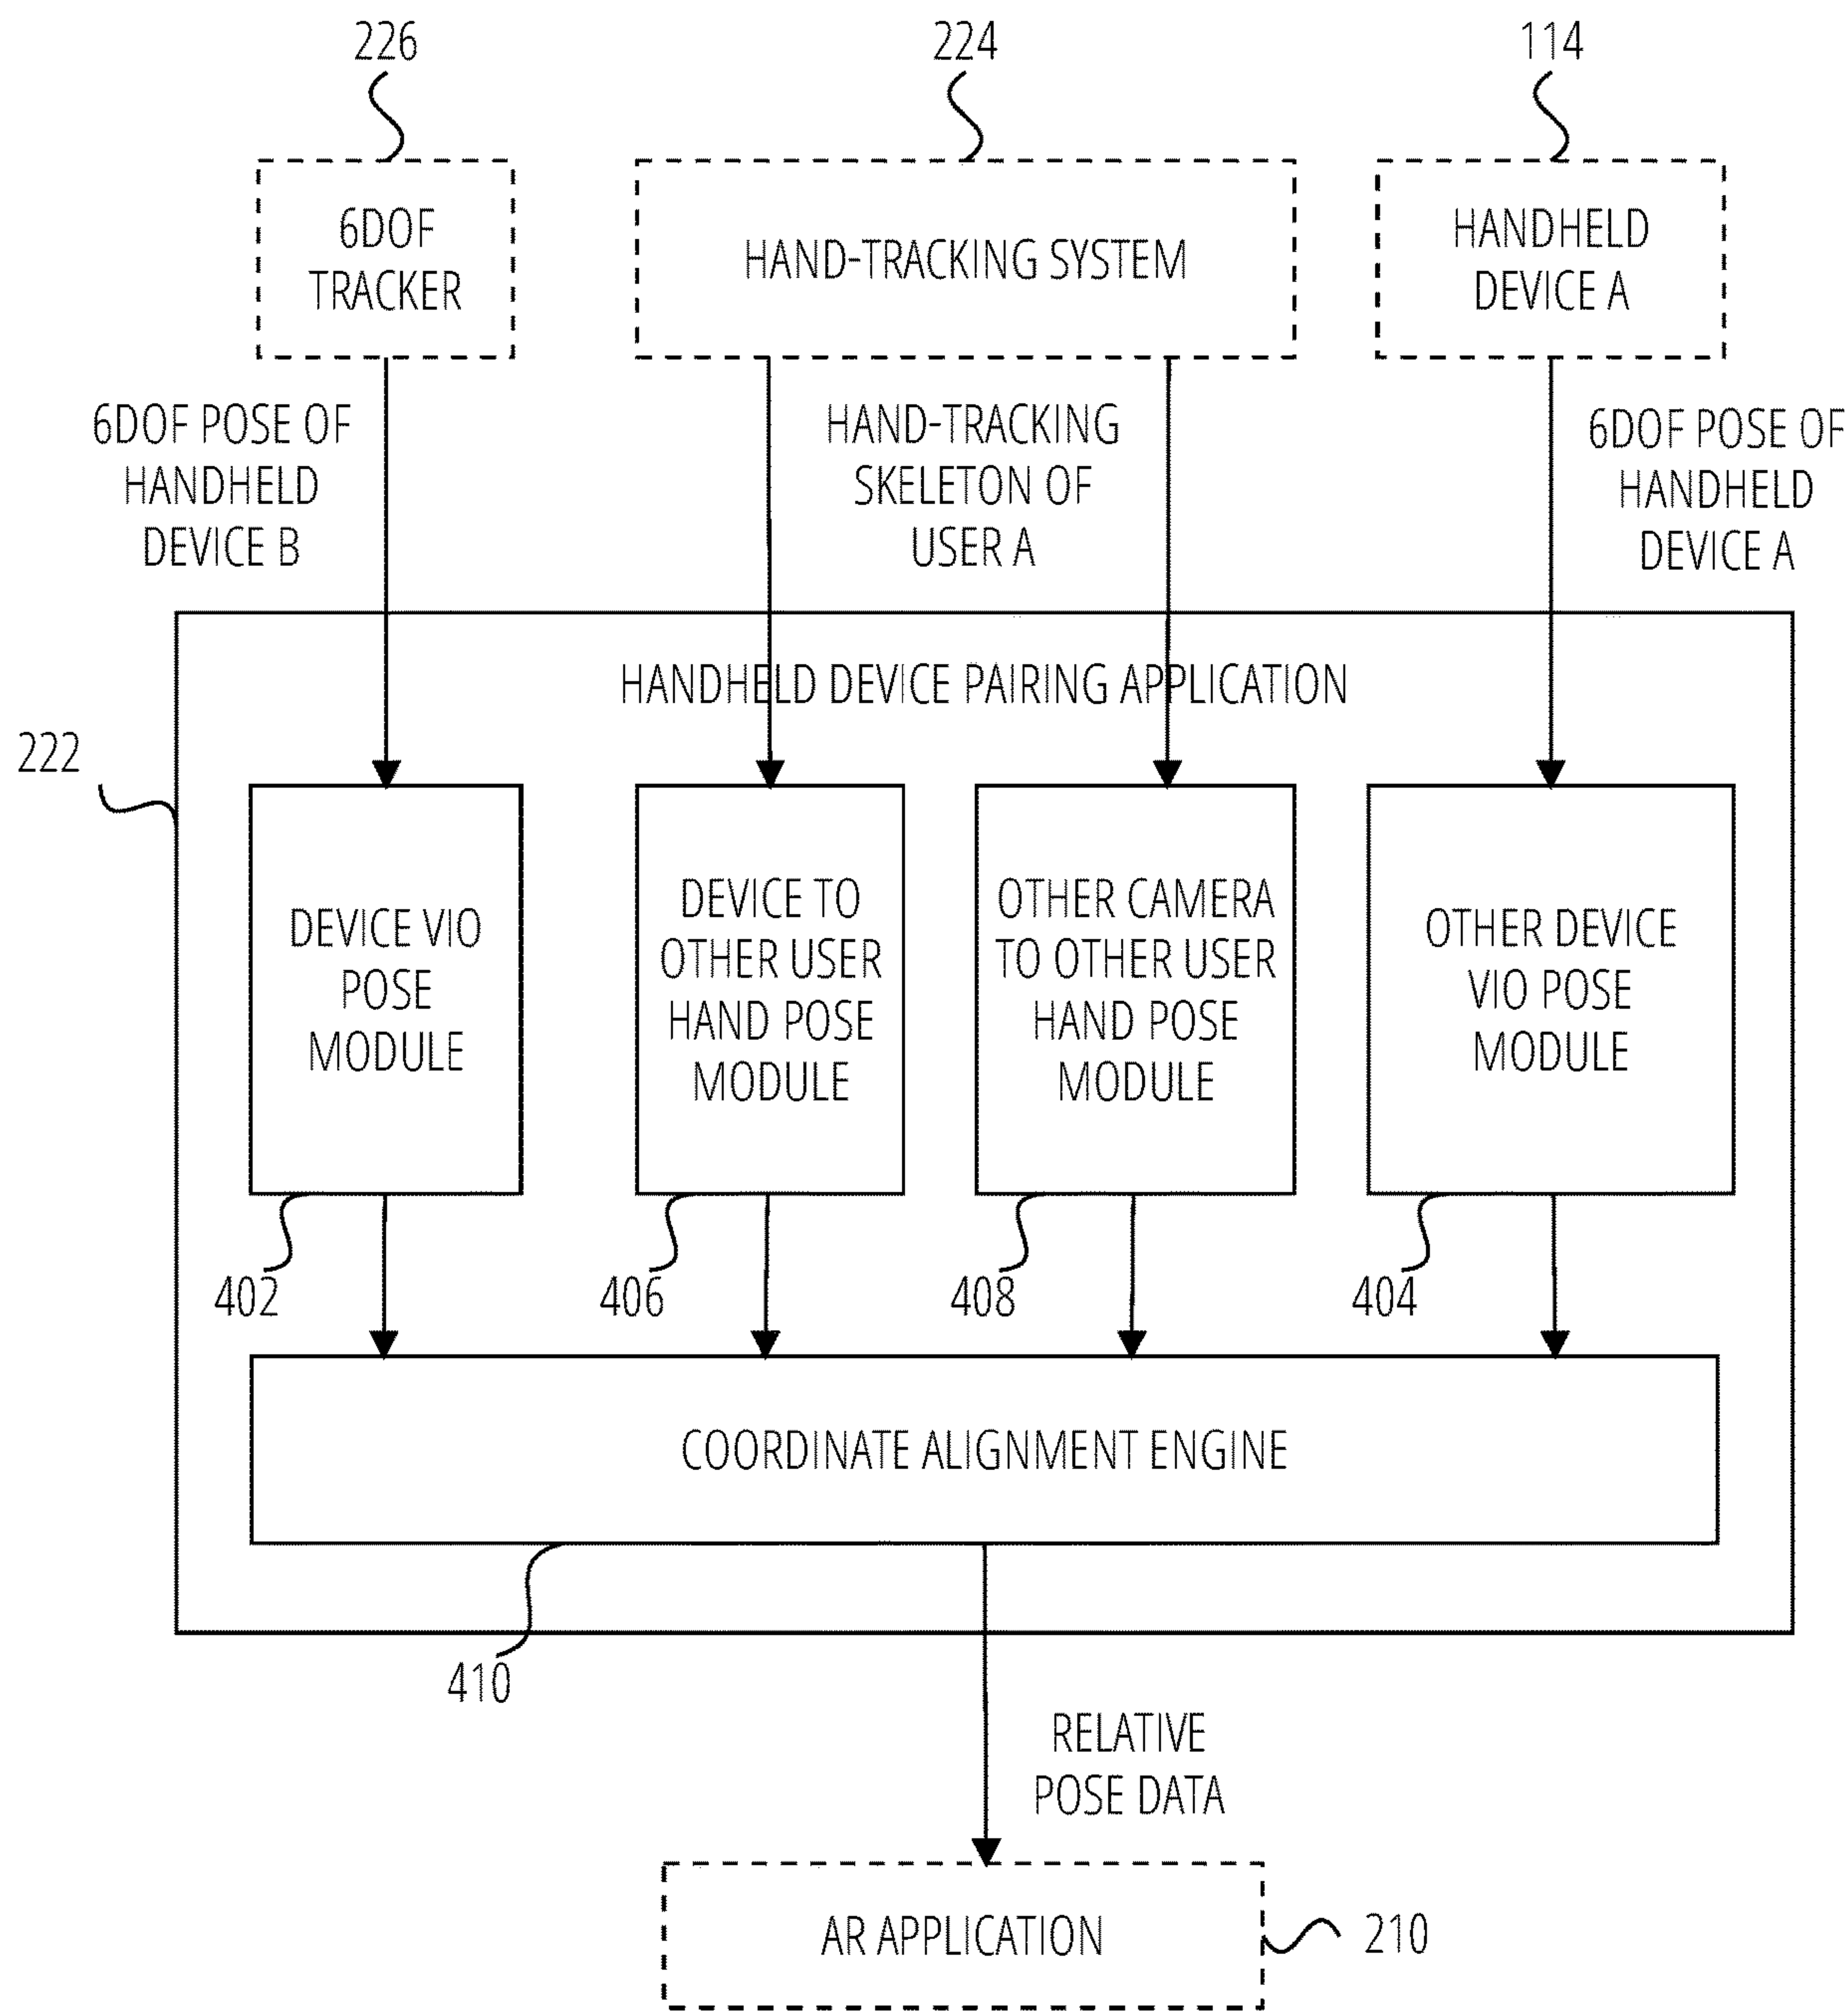 226
224
114
6DOF
TRACKER
HAND-TRACKING SYSTEM
HANDHELD
DEVICE A
6DOF POSE OF
HANDHELD
DEVICE B
HAND-TRACKING
SKELETON OF
USER A
6DOF POSE OF
HANDHELD
DEVICE A
HANDHELD DEVICE PAIRING APPLICATION
222
DEVICE VIO
POSE
MODULE
DEVICE TO
OTHER USER
HAND POSE
MODULE
OTHER CAMERA
TO OTHER USER
HAND POSE
MODULE
OTHER DEVICE
VIO POSE
MODULE
402
406
408
404
COORDINATE ALIGNMENT ENGINE
410
RELATIVE
POSE DATA
AR APPLICATION
210